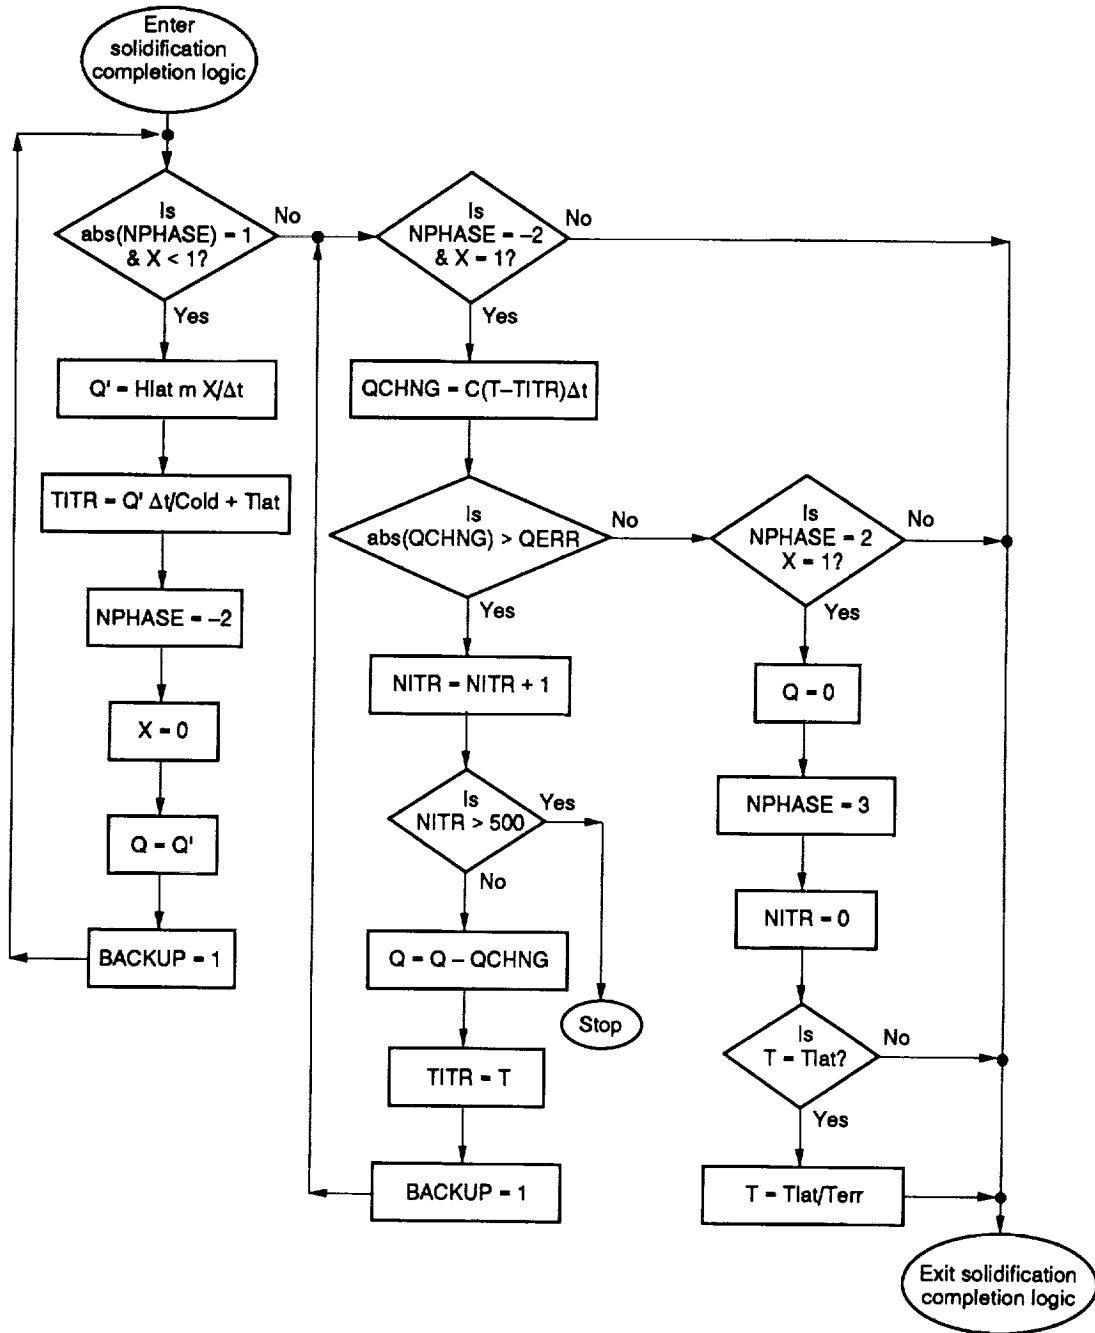 Enter
solidification
completion logic
Is
abs(NPHASE) = 1
& X < 1?
No
Yes
Q' = Hlat m X/Δt
TITR = Q' Δt/Cold + Tlat
NPHASE = –2
X = 0
Q = Q'
BACKUP = 1
Is
NPHASE = –2
& X = 1?
No
Yes
QCHNG = C(T–TITR)Δt
Is
abs(QCHNG) > QERR
No
Yes
NITR = NITR + 1
Is
NITR > 500
Yes
No
Q = Q – QCHNG
Stop
TITR = T
BACKUP = 1
Is
NPHASE = 2
X = 1?
No
Yes
Q = 0
NPHASE = 3
NITR = 0
Is
T = Tlat?
No
Yes
T = Tlat/Terr
Exit solidification
completion logic